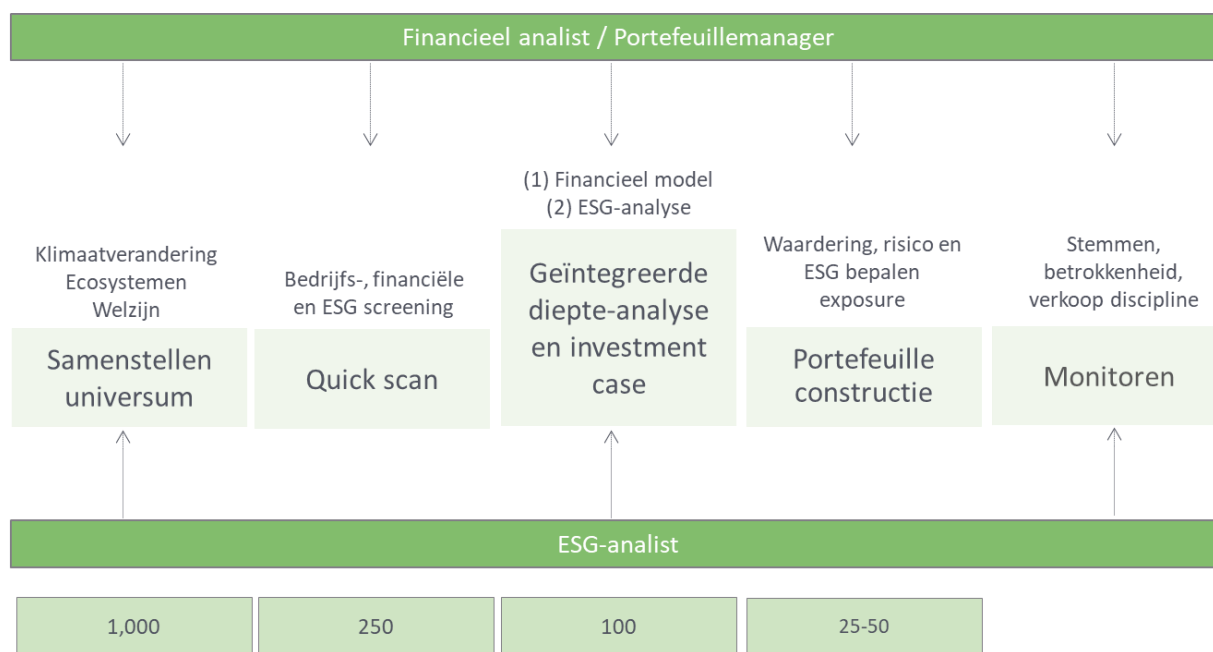 Financieel analist / Portefeuillemanager
Klimaatverandering
Ecosystemen
Welzijn
Samenstellen
universum
Bedrijfs-, financiële
en ESG screening
Quick scan
(1) Financieel model
(2) ESG-analyse
Geïntegreerde
diepte-analyse
en investment
case
Waardering, risico en
ESG bepalen
exposure
Portefeuille
constructie
Stemmen,
betrokkenheid,
verkoop discipline
Monitoren
ESG-analist
1,000
250
100
25-50